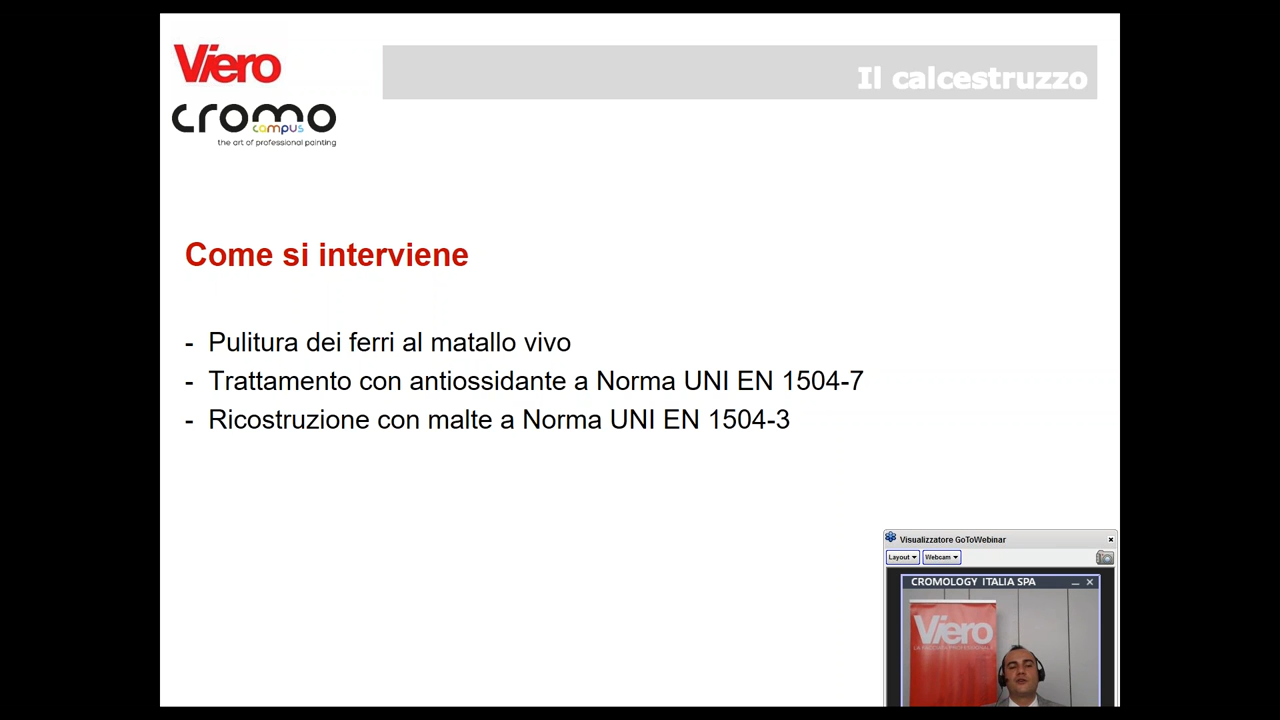 Viero
Il calcestruzzo
cromo
campus
the art of professional painting
Come si interviene
- Pulitura dei ferri al matallo vivo
- Trattamento con antiossidante a Norma UNI EN 1504-7
- Ricostruzione con malte a Norma UNI EN 1504-3
Visualizzatore GoToWebinar
Layout
Webcam
CROMOLOGY ITALIA SPA
Viero